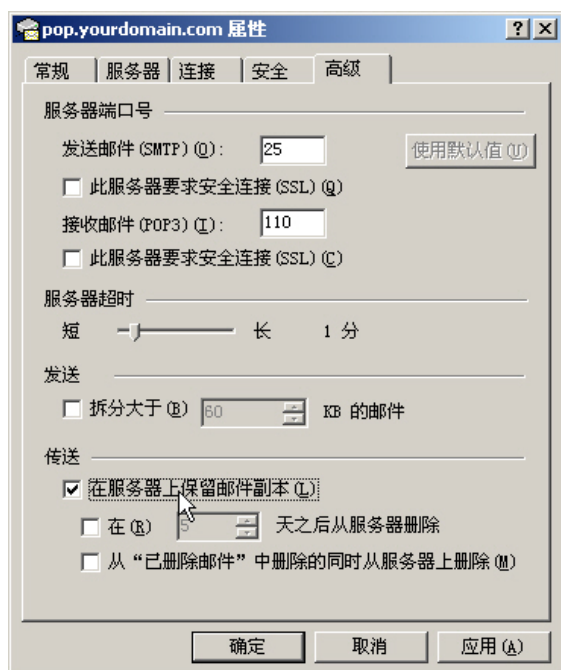 pop.yourdomain.com 属性
常规 服务器 连接 安全 高级
服务器端口号
发送邮件(SMTP)(O): 25 使用默认值(U)
此服务器要求安全连接(SSL)(Q)
接收邮件(POP3)(I): 110
此服务器要求安全连接(SSL)(C)
服务器超时
短 长 1 分
发送
拆分大于(B) 60 KB 的邮件
传送
在服务器上保留邮件副本(L)
在(R) 5 天之后从服务器删除
从“已删除邮件”中删除的同时从服务器上删除(M)
确定 取消 应用(A)